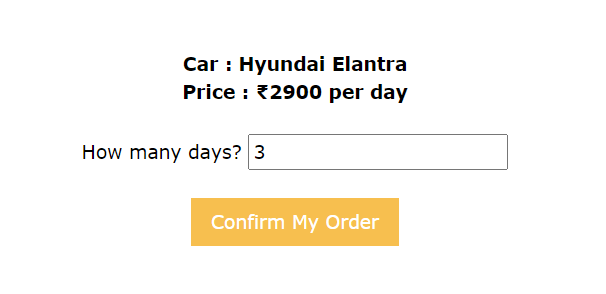 Car : Hyundai Elantra
Price : ₹2900 per day
How many days? 3
Confirm My Order